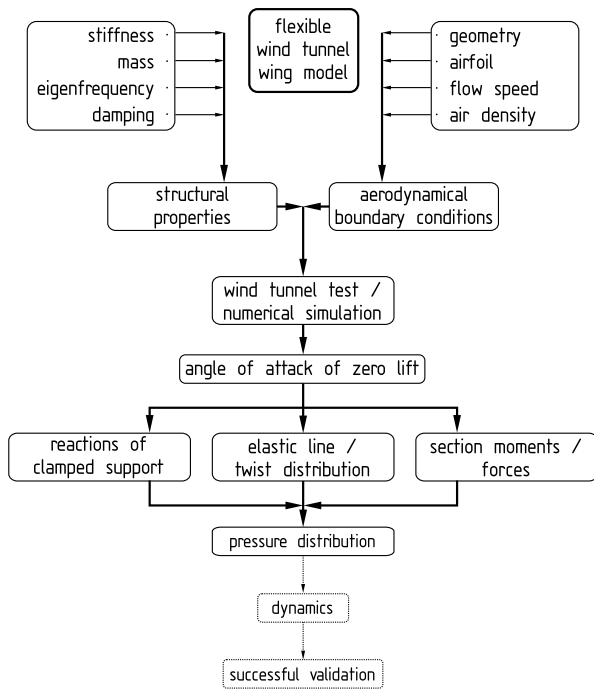 stiffness
mass
eigenfrequency
damping
flexible
wind tunnel
wing model
geometry
airfoil
flow speed
air density
structural
properties
aerodynamical
boundary conditions
wind tunnel test /
numerical simulation
angle of attack of zero lift
reactions of
clamped support
elastic line /
twist distribution
section moments /
forces
pressure distribution
dynamics
successful validation